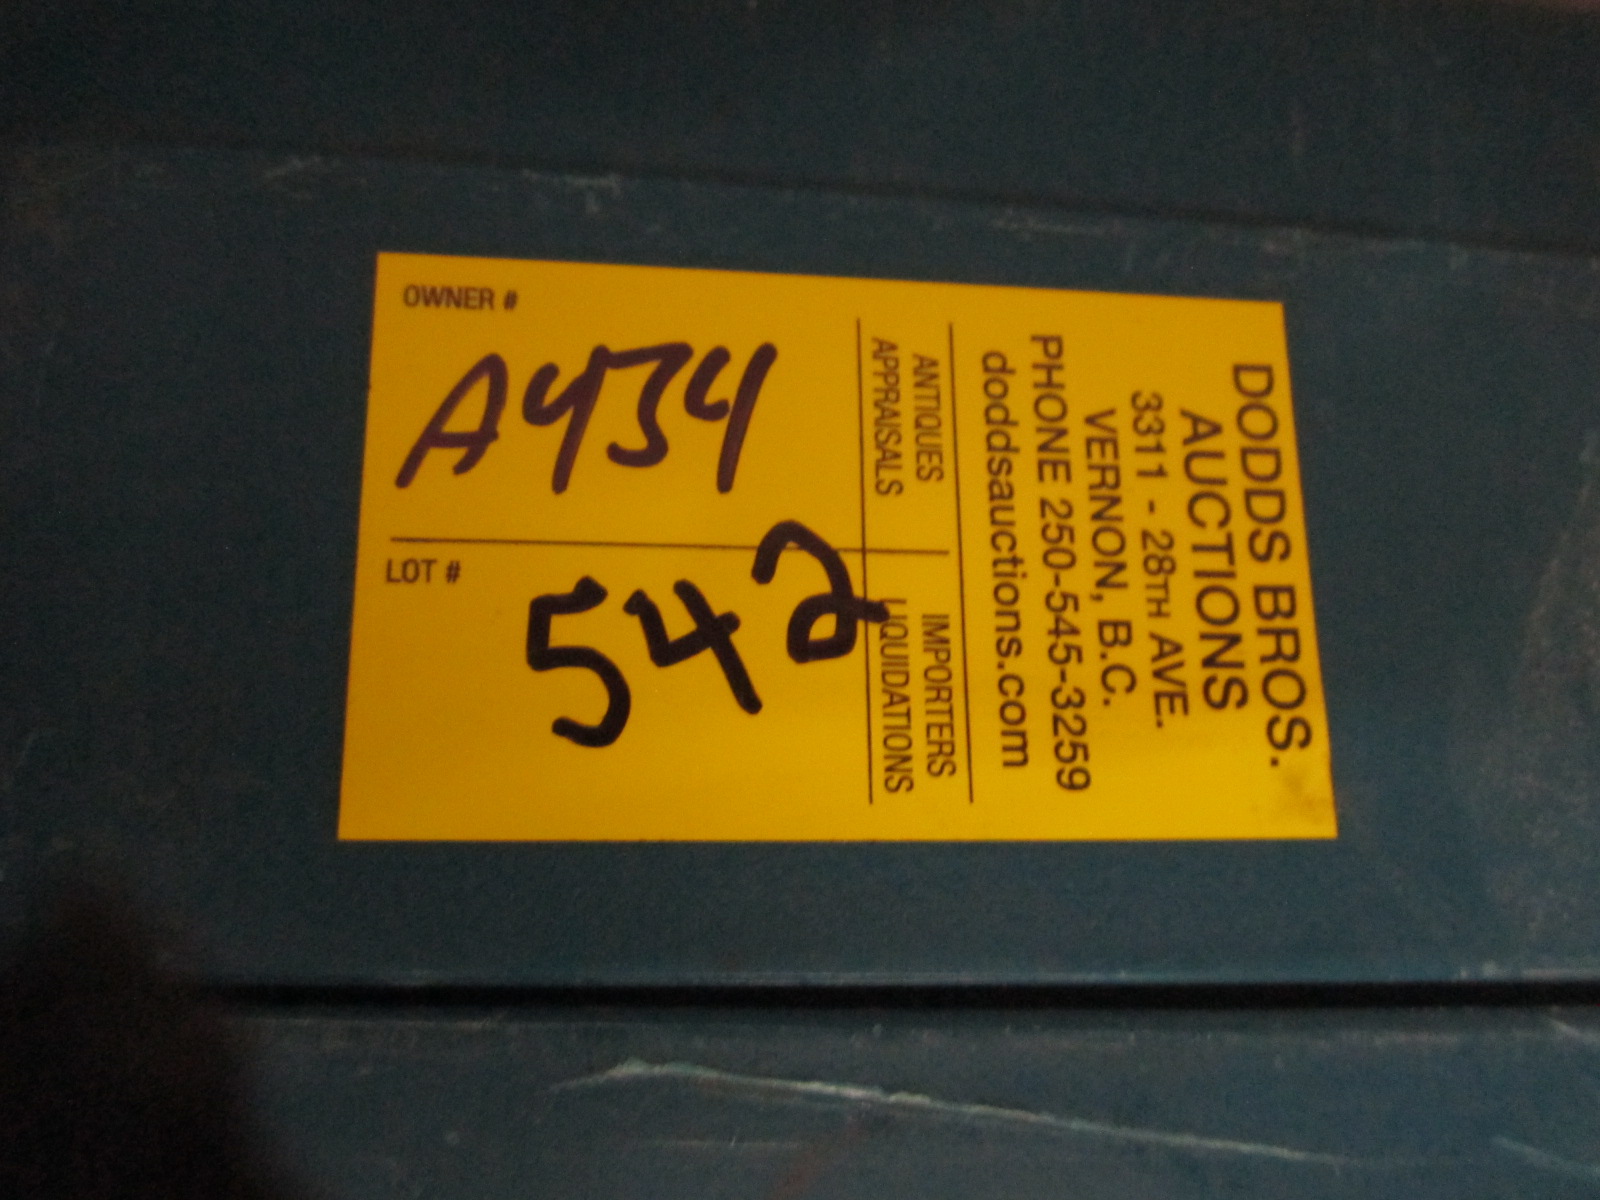 DODDS BROS.
AUCTIONS
3311 - 28TH AVE.
VERNON, B.C.
PHONE 250-545-3259
doddsauctions.com
ANTIQUES
APPRAISALS
IMPORTERS
LIQUIDATIONS
OWNER #
A434
LOT #
542